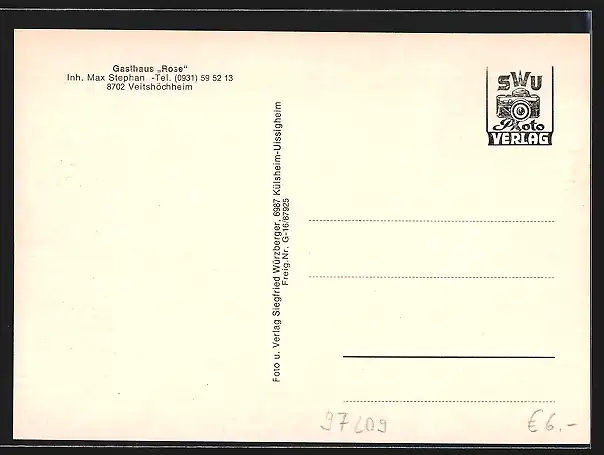 Gasthaus „Rose"
Inh. Max Stephan -Tel. (0931) 59 52 13
8702 Veitshöchheim
SWU
Photo
VERLAG
Foto u. Verlag Siegfried Würzberger, 6987 Külsheim-Uissigheim
Freig.Nr. G-16/67925
97209
€6.-